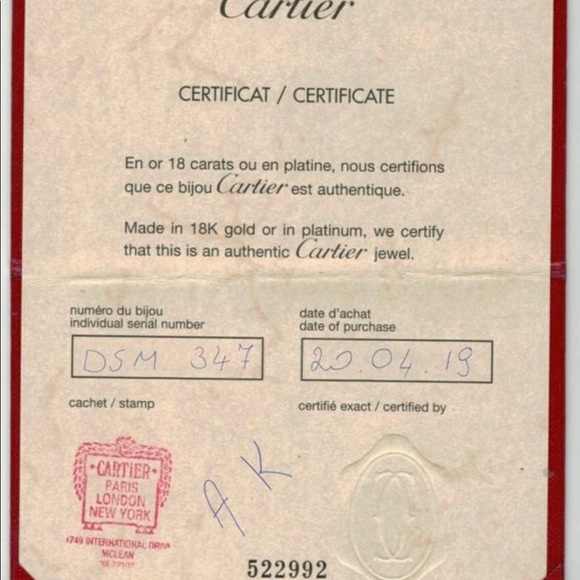 Cartier
CERTIFICAT / CERTIFICATE
En or 18 carats ou en platine, nous certifions
que ce bijou Cartier est authentique.
Made in 18K gold or in platinum, we certify
that this is an authentic Cartier jewel.
numéro du bijou
individual serial number
DSM 347
date d'achat
date of purchase
20.04.19
cachet / stamp
certifié exact / certified by
CARTIER
PARIS
LONDON
NEW YORK
INTERNATIONAL
MCLEAN
A K
522992